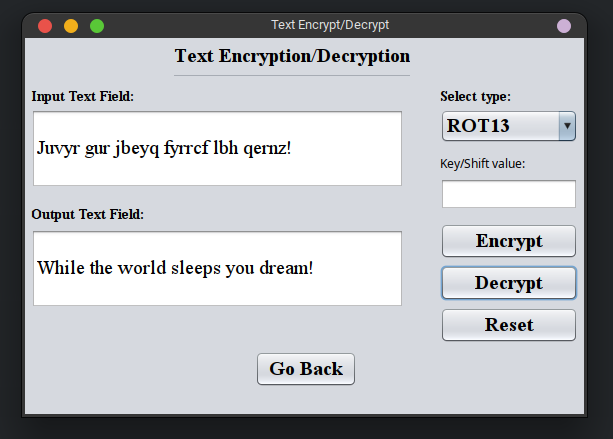 Text Encrypt/Decrypt
Text Encryption/Decryption
Input Text Field:
Juvyr gur jbeyq fyrrcf lbh qernz!
Output Text Field:
While the world sleeps you dream!
Select type:
ROT13
Key/Shift value:
Encrypt
Decrypt
Reset
Go Back